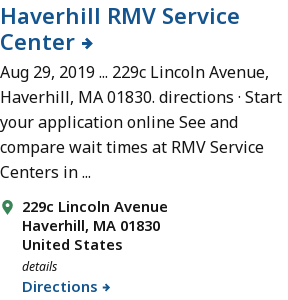 Haverhill RMV Service
Center
Aug 29, 2019 ... 229c Lincoln Avenue,
Haverhill, MA 01830. directions · Start
your application online See and
compare wait times at RMV Service
Centers in ...
229c Lincoln Avenue
Haverhill, MA 01830
United States
details
Directions